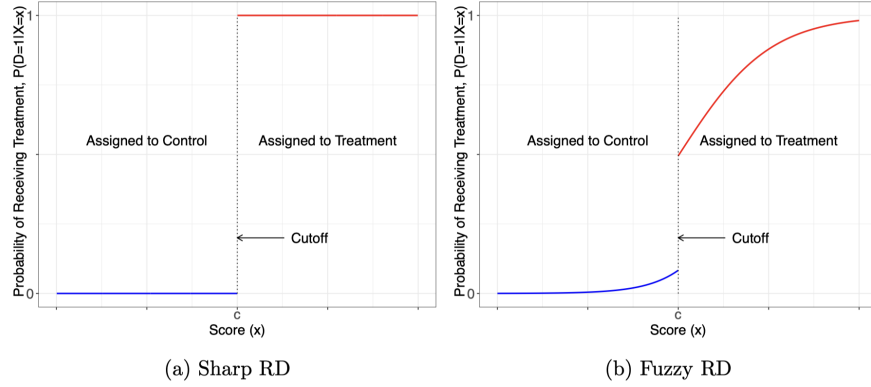 Probability of Receiving Treatment, P(D=1|X=x)
1
0
Assigned to Control
Assigned to Treatment
Cutoff
c
Score (x)
(a) Sharp RD
Probability of Receiving Treatment, P(D=1|X=x)
1
0
Assigned to Control
Assigned to Treatment
Cutoff
c
Score (x)
(b) Fuzzy RD